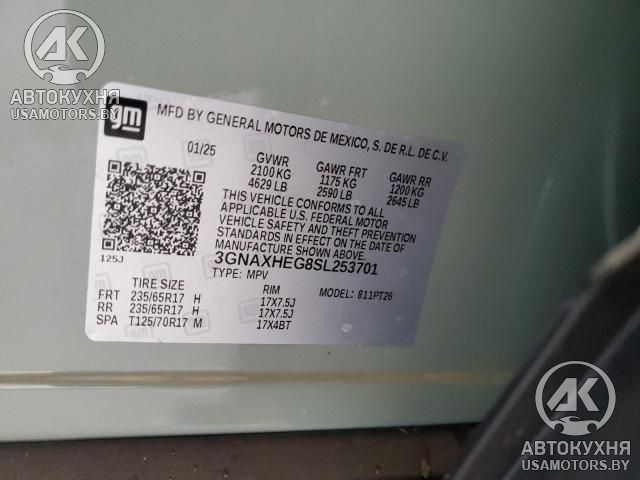 AK
АВТОКУХНЯ
USAMOTORS.BY
gm
MFD BY GENERAL MOTORS DE MEXICO, S. DE R.L. DE C.V.
01/25 GVWR GAWR FRT GAWR RR
2100 KG 1175 KG 1200 KG
4629 LB 2590 LB 2645 LB
THIS VEHICLE CONFORMS TO ALL
APPLICABLE U.S. FEDERAL MOTOR
VEHICLE SAFETY AND THEFT PREVENTION
STANDARDS IN EFFECT ON THE DATE OF
MANUFACTURE SHOWN ABOVE.
125J 3GNAXHEG8SL253701
TYPE: MPV MODEL: 811PT26
TIRE SIZE RIM
FRT 235/65R17 H 17X7.5J
RR 235/65R17 H 17X7.5J
SPA T125/70R17 M 17X4BT
AK
АВТОКУХНЯ
USAMOTORS.BY